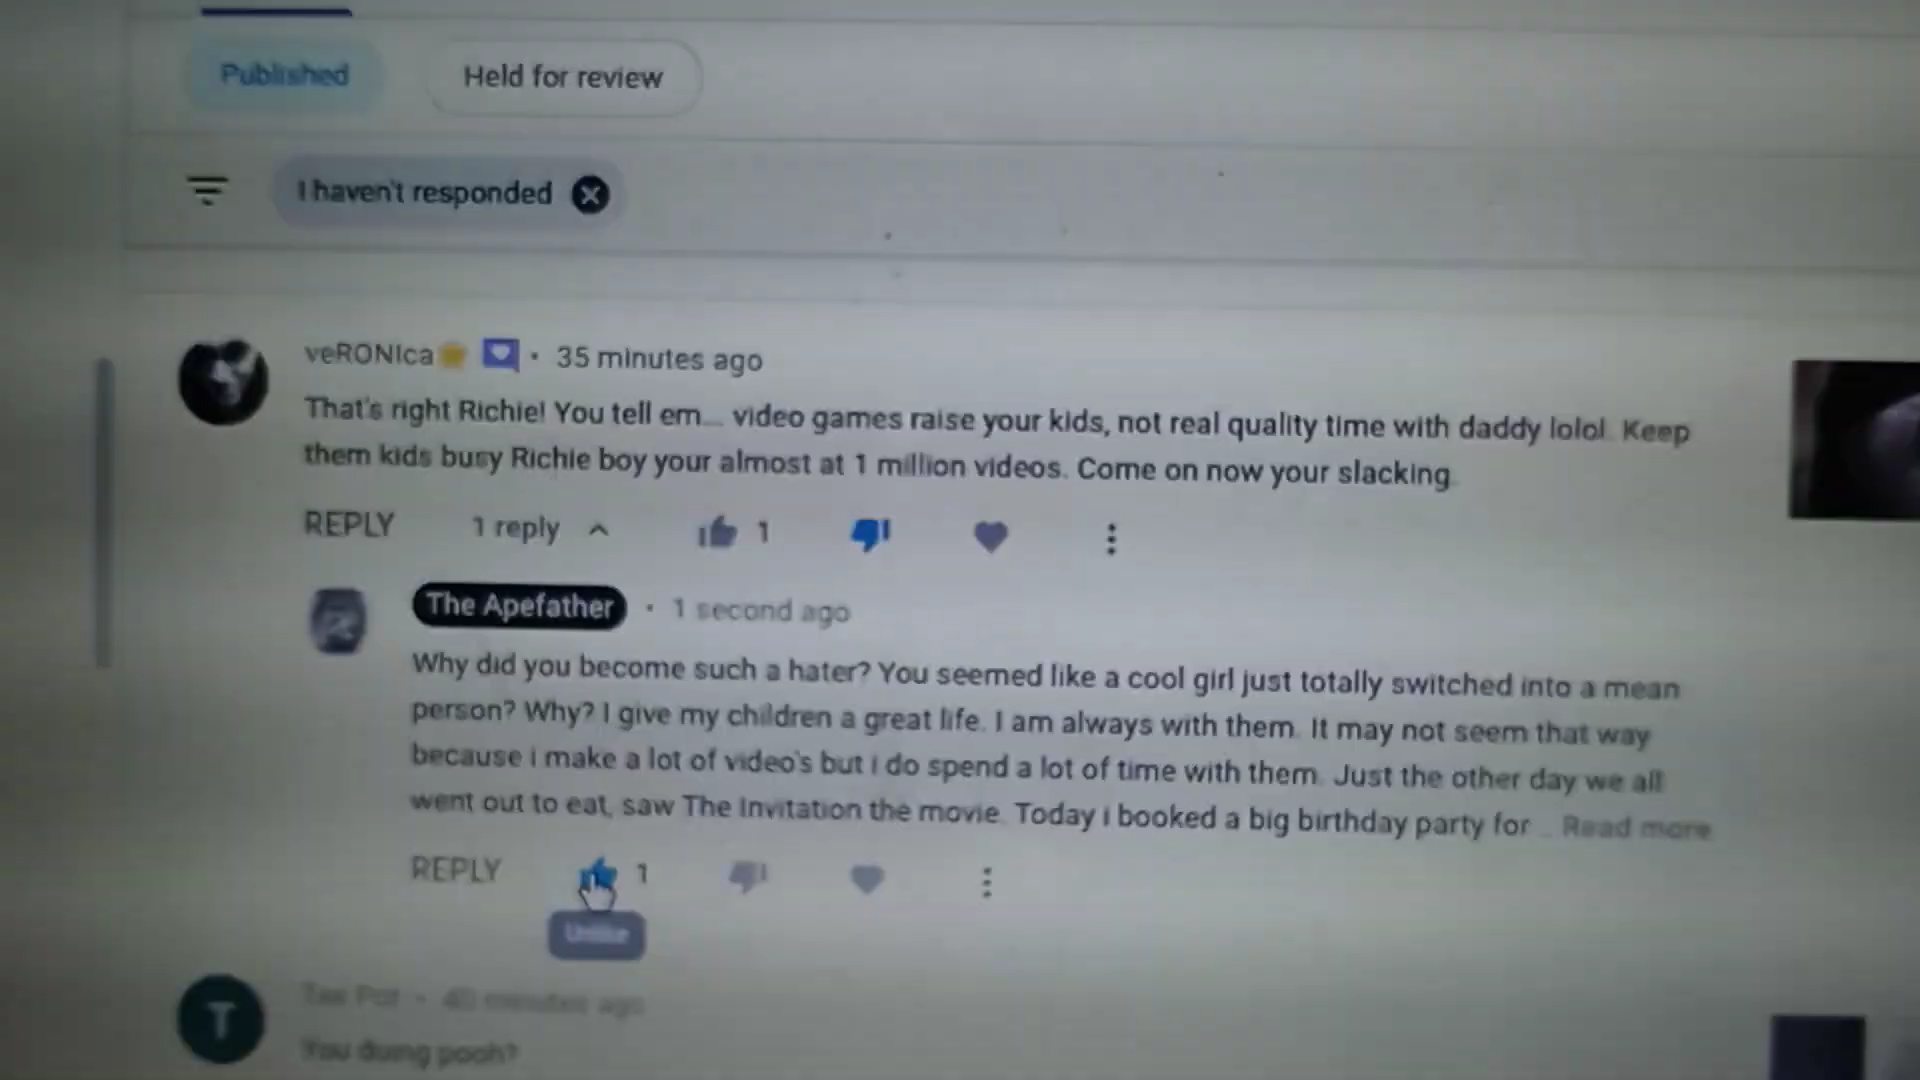 Published
Held for review
I haven't responded
veRONIca
· 35 minutes ago
That's right Richie! You tell em... video games raise your kids, not real quality time with daddy lolol. Keep
them kids busy Richie boy your almost at 1 million videos. Come on now your slacking.
REPLY 1 reply 1
The Apefather · 1 second ago
Why did you become such a hater? You seemed like a cool girl just totally switched into a mean
person? Why? I give my children a great life. I am always with them. It may not seem that way
because i make a lot of video's but i do spend a lot of time with them. Just the other day we all
went out to eat, saw The Invitation the movie. Today i booked a big birthday party for ... Read more
REPLY 1
Unlike
T
minutes ago
You doing pooh?